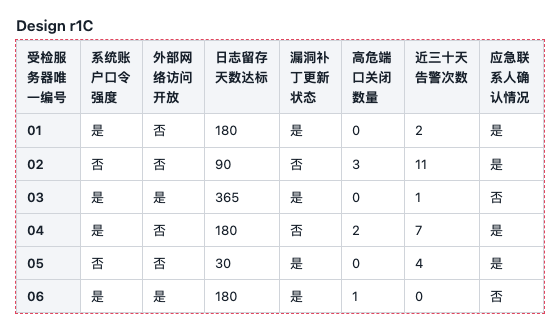 Design r1C
受检服 系统账 外部网 日志留存 漏洞补 高危端 近三十天 应急联
务器唯 户口令 络访问 天数达标 丁更新 口关闭 告警次数 系人确
一编号 强度 开放 状态 数量 认情况
01 是 否 180 是 0 2 是
02 否 否 90 否 3 11 是
03 是 是 365 是 0 1 否
04 是 否 180 否 2 7 是
05 否 否 30 是 0 4 是
06 是 是 180 是 1 0 否